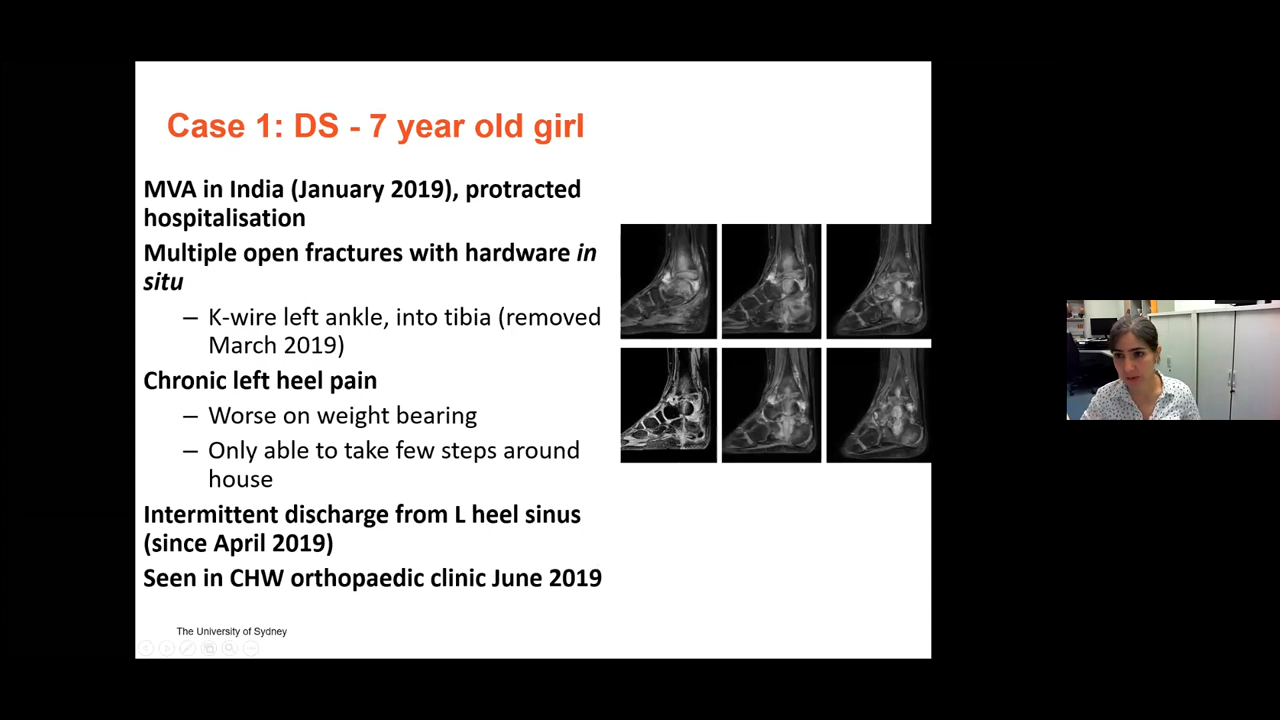 Case 1: DS - 7 year old girl
MVA in India (January 2019), protracted
hospitalisation
Multiple open fractures with hardware in
situ
– K-wire left ankle, into tibia (removed
March 2019)
Chronic left heel pain
– Worse on weight bearing
– Only able to take few steps around
house
Intermittent discharge from L heel sinus
(since April 2019)
Seen in CHW orthopaedic clinic June 2019
The University of Sydney